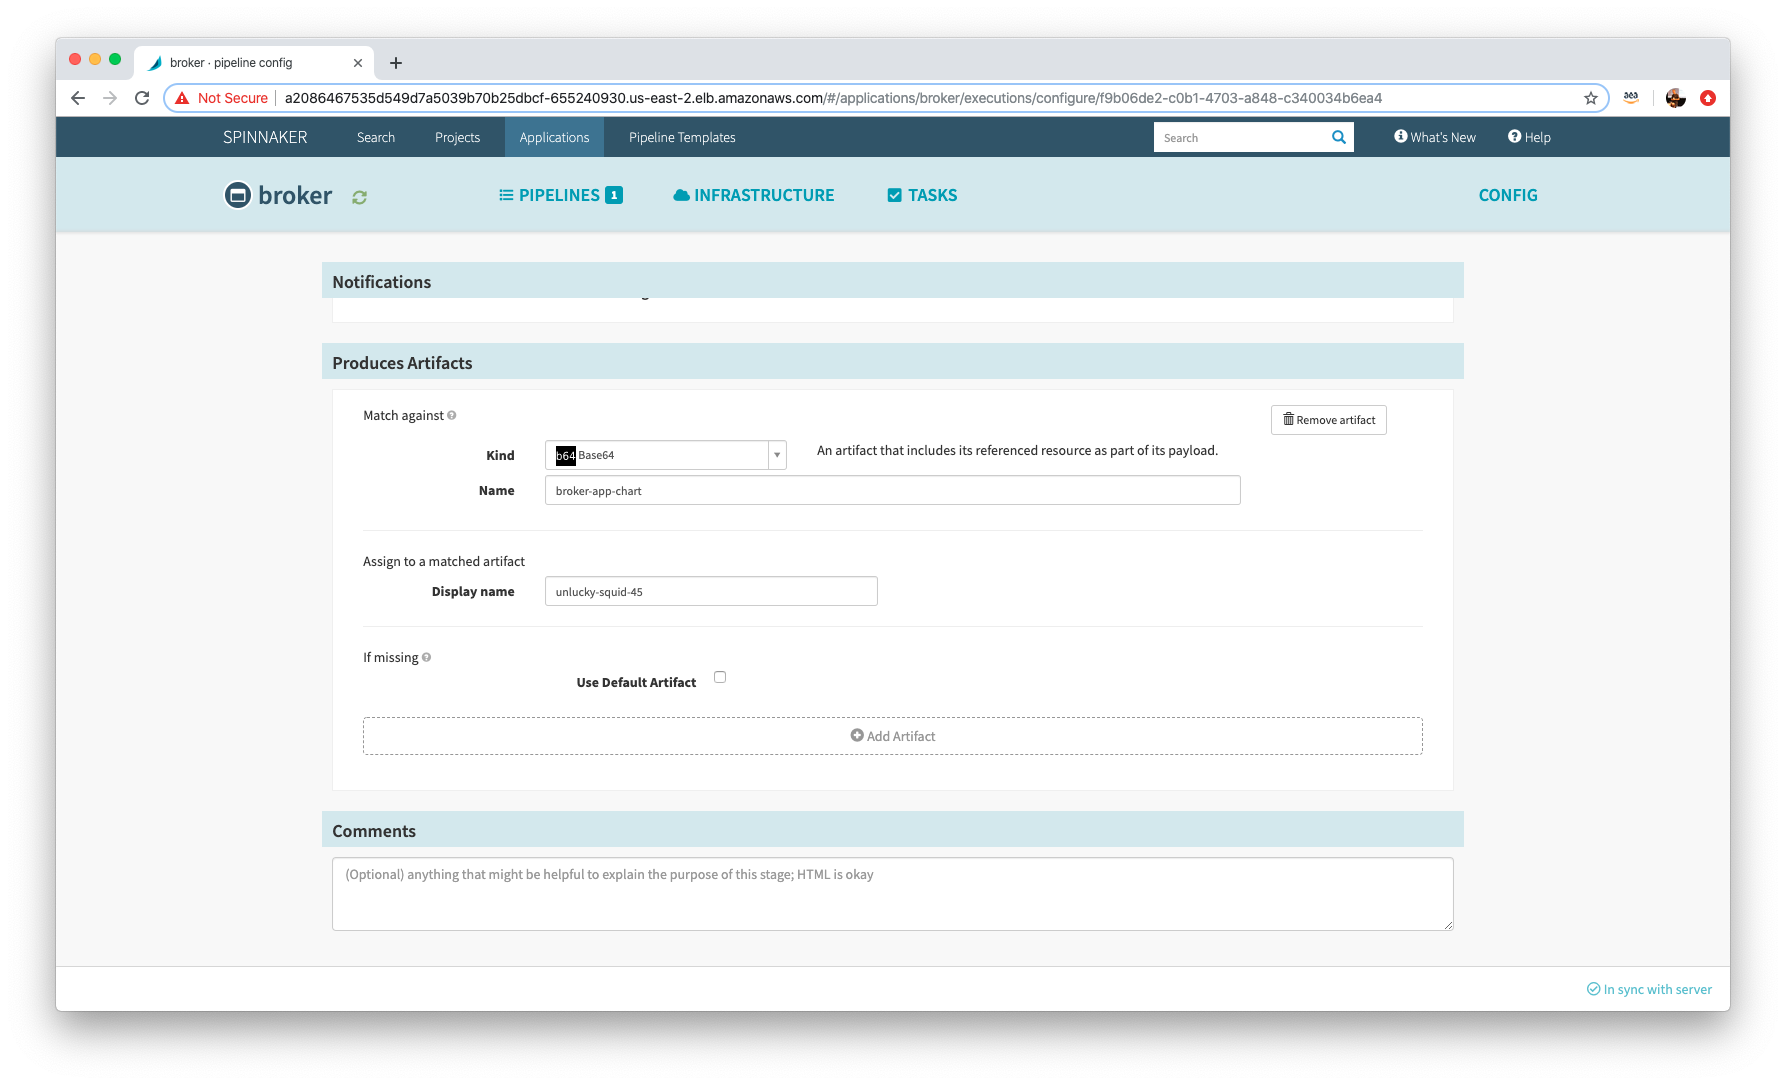 broker · pipeline config
Not Secure
a2086467535d549d7a5039b70b25dbcf-655240930.us-east-2.elb.amazonaws.com/#/applications/broker/executions/configure/f9b06de2-c0b1-4703-a848-c340034b6ea4
SPINNAKER Search Projects Applications Pipeline Templates Search What's New Help
broker PIPELINES 1 INFRASTRUCTURE TASKS CONFIG
Notifications
Produces Artifacts
Match against
Remove artifact
Kind b64 Base64 An artifact that includes its referenced resource as part of its payload.
Name broker-app-chart
Assign to a matched artifact
Display name unlucky-squid-45
If missing
Use Default Artifact
Add Artifact
Comments
(Optional) anything that might be helpful to explain the purpose of this stage; HTML is okay
In sync with server